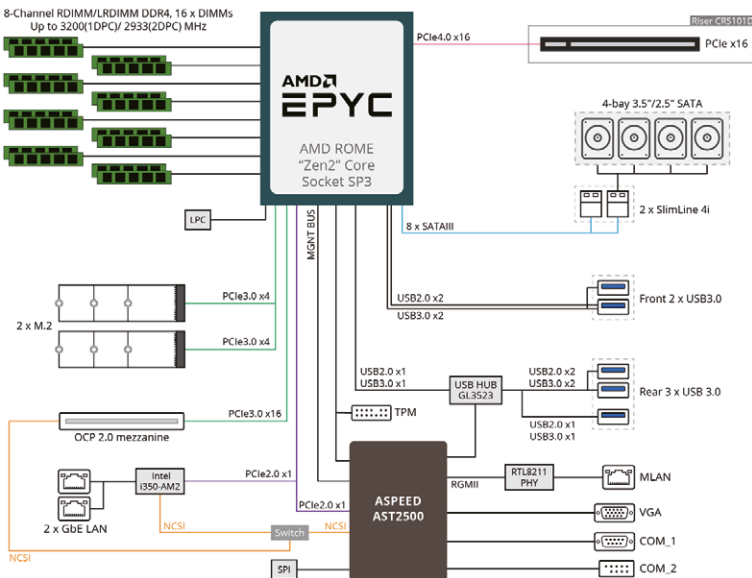 8-Channel RDIMM/LRDIMM DDR4, 16 x DIMMs
Up to 3200(1DPC)/ 2933(2DPC) MHz
PCIe4.0 x16
Riser CRS101D
PCIe x16
AMD
EPYC
AMD ROME
"Zen2" Core
Socket SP3
4-bay 3.5"/2.5" SATA
2 x SlimLine 4i
8 x SATAIII
LPC
MGNT BUS
2 x M.2
PCIe3.0 x4
PCIe3.0 x4
USB2.0 x2
USB3.0 x2
Front 2 x USB3.0
USB2.0 x1
USB3.0 x1
USB HUB
GL3523
USB2.0 x2
USB3.0 x2
USB2.0 x1
USB3.0 x1
Rear 3 x USB 3.0
PCIe3.0 x16
OCP 2.0 mezzanine
TPM
2 x GbE LAN
Intel
i350-AM2
PCIe2.0 x1
PCIe2.0 x1
ASPEED
AST2500
RGMII
RTL8211
PHY
MLAN
VGA
COM_1
COM_2
NCSI
Switch
NCSI
NCSI
SPI